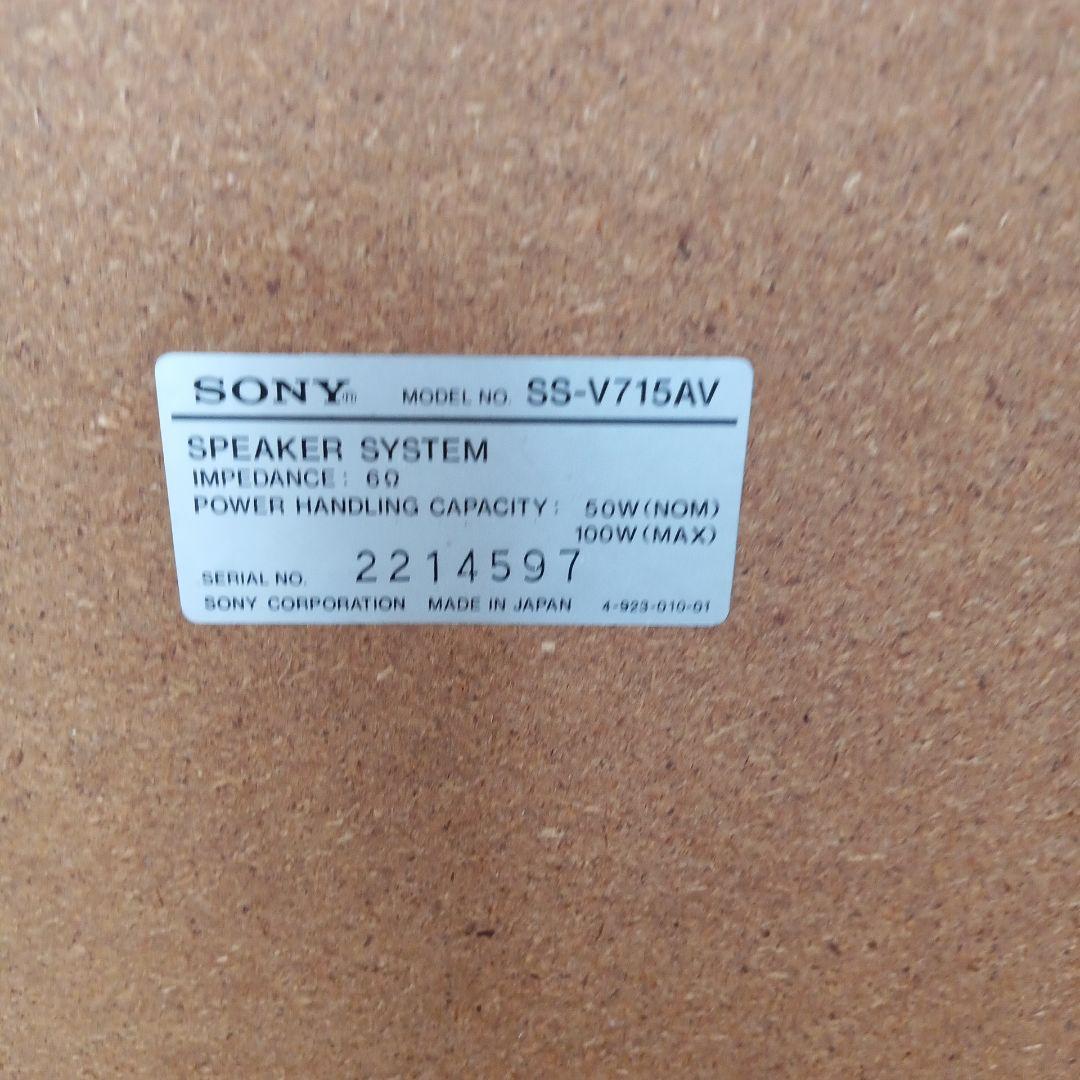 SONY® MODEL NO. SS-V715AV
SPEAKER SYSTEM
IMPEDANCE: 6Ω
POWER HANDLING CAPACITY: 50W(NOM)
100W(MAX)
SERIAL NO. 2214597
SONY CORPORATION MADE IN JAPAN 4-923-010-01